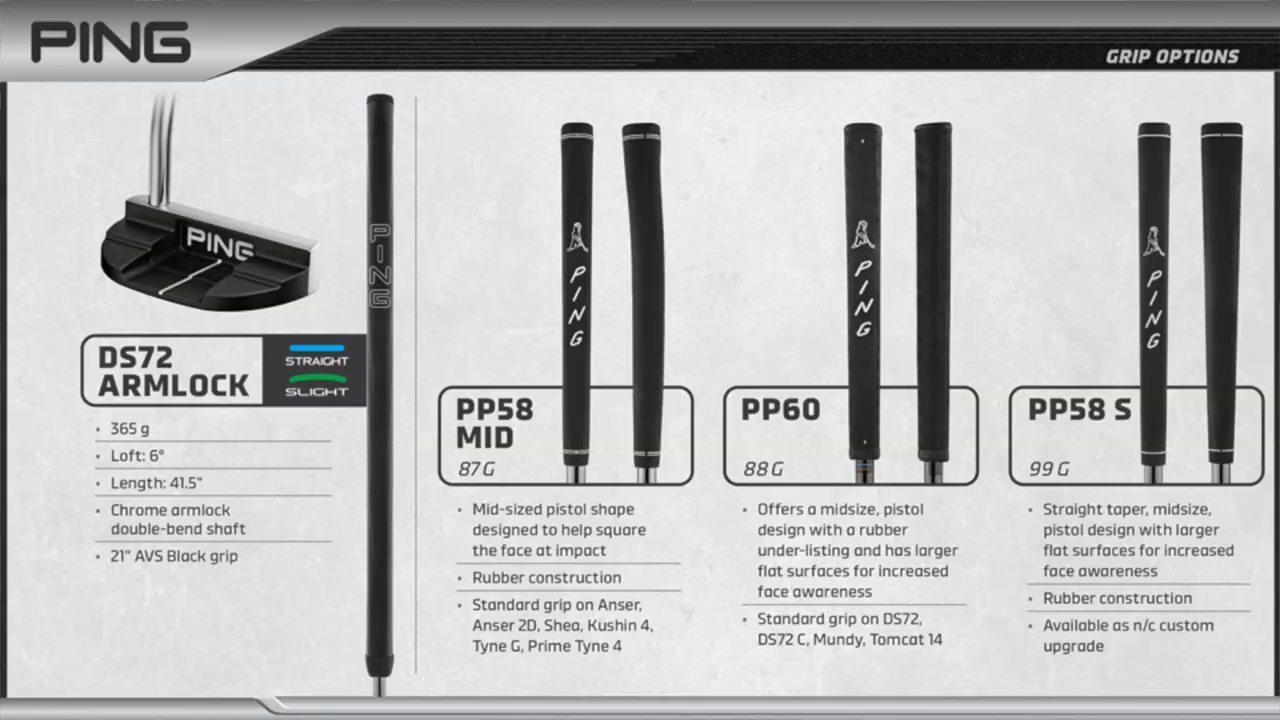 PING
GRIP OPTIONS
PING
PING
DS72
ARMLOCK
STRAIGHT
SLIGHT
• 365 g
• Loft: 6°
• Length: 41.5"
• Chrome armlock
double-bend shaft
• 21" AVS Black grip
PING
PP58
MID
87 G
• Mid-sized pistol shape
designed to help square
the face at impact
• Rubber construction
• Standard grip on Anser,
Anser 2D, Shea, Kushin 4,
Tyne G, Prime Tyne 4
PING
PP60
88 G
• Offers a midsize, pistol
design with a rubber
under-listing and has larger
flat surfaces for increased
face awareness
• Standard grip on DS72,
DS72 C, Mundy, Tomcat 14
PING
PP58 S
99 G
• Straight taper, midsize,
pistol design with larger
flat surfaces for increased
face awareness
• Rubber construction
• Available as n/c custom
upgrade